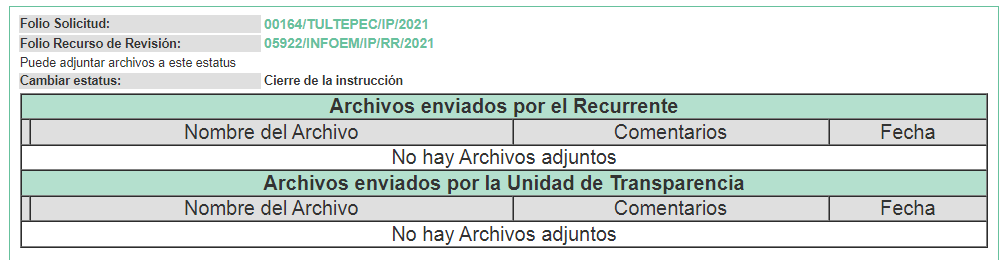 Folio Solicitud: 00164/TULTEPEC/IP/2021
Folio Recurso de Revisión: 05922/INFOEM/IP/RR/2021
Puede adjuntar archivos a este estatus
Cambiar estatus: Cierre de la instrucción
Archivos enviados por el Recurrente
Nombre del Archivo Comentarios Fecha
No hay Archivos adjuntos
Archivos enviados por la Unidad de Transparencia
Nombre del Archivo Comentarios Fecha
No hay Archivos adjuntos